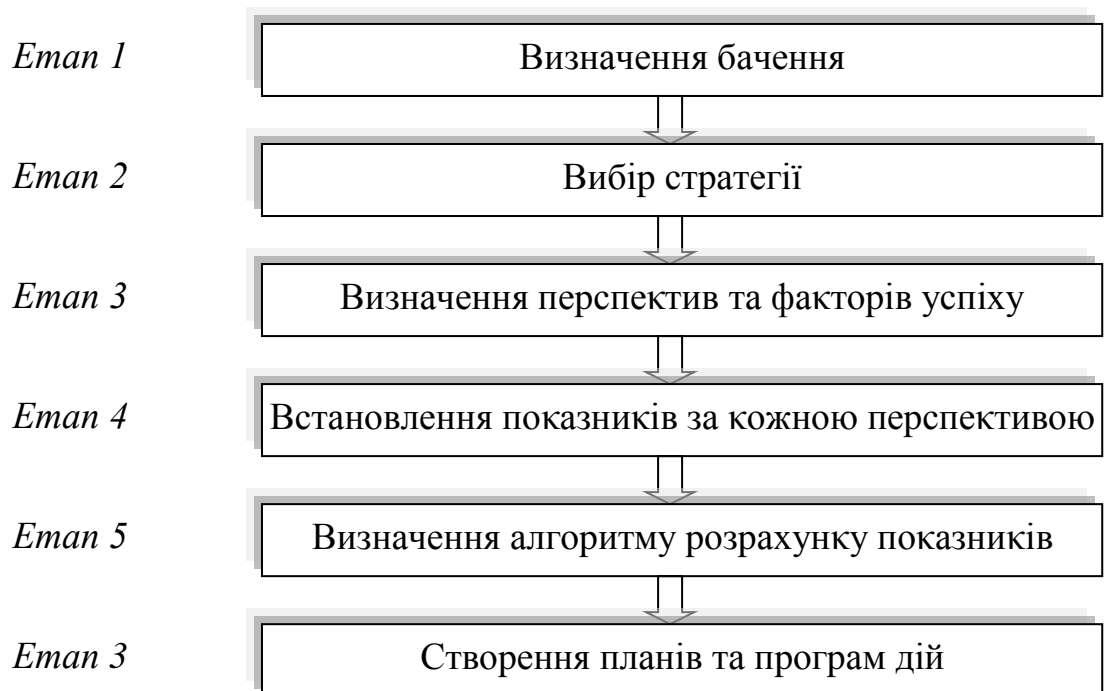 Етап 1
Визначення бачення
Етап 2
Вибір стратегії
Етап 3
Визначення перспектив та факторів успіху
Етап 4
Встановлення показників за кожною перспективою
Етап 5
Визначення алгоритму розрахунку показників
Етап 3
Створення планів та програм дій